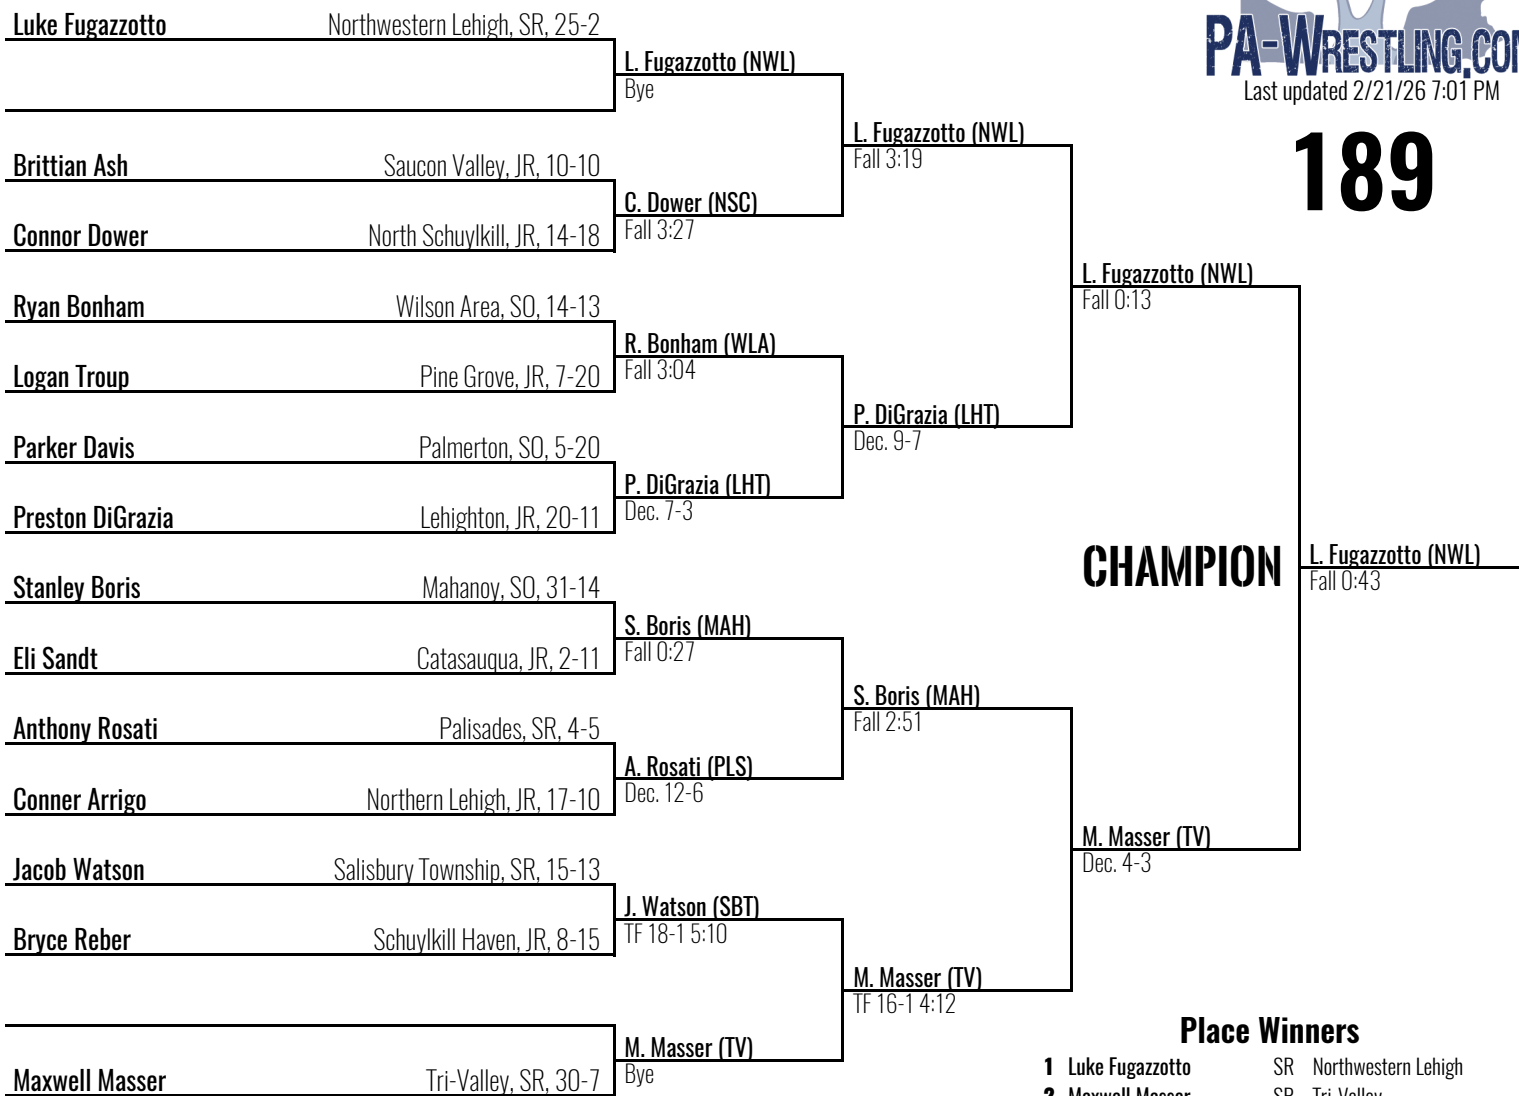 PA-WRESTLING.COM
Last updated 2/21/26 7:01 PM
189
Luke Fugazzotto Northwestern Lehigh, SR, 25-2
L. Fugazzotto (NWL)
Bye
L. Fugazzotto (NWL)
Fall 3:19
Brittian Ash Saucon Valley, JR, 10-10
C. Dower (NSC)
Fall 3:27
Connor Dower North Schuylkill, JR, 14-18
L. Fugazzotto (NWL)
Fall 0:13
Ryan Bonham Wilson Area, SO, 14-13
R. Bonham (WLA)
Fall 3:04
Logan Troup Pine Grove, JR, 7-20
P. DiGrazia (LHT)
Dec. 9-7
Parker Davis Palmerton, SO, 5-20
P. DiGrazia (LHT)
Dec. 7-3
Preston DiGrazia Lehighton, JR, 20-11
CHAMPION
L. Fugazzotto (NWL)
Fall 0:43
Stanley Boris Mahanoy, SO, 31-14
S. Boris (MAH)
Fall 0:27
Eli Sandt Catasauqua, JR, 2-11
S. Boris (MAH)
Fall 2:51
Anthony Rosati Palisades, SR, 4-5
A. Rosati (PLS)
Dec. 12-6
Conner Arrigo Northern Lehigh, JR, 17-10
M. Masser (TV)
Dec. 4-3
Jacob Watson Salisbury Township, SR, 15-13
J. Watson (SBT)
TF 18-1 5:10
Bryce Reber Schuylkill Haven, JR, 8-15
M. Masser (TV)
TF 16-1 4:12
M. Masser (TV)
Bye
Maxwell Masser Tri-Valley, SR, 30-7
Place Winners
1 Luke Fugazzotto SR Northwestern Lehigh
2 Maxwell Masser SR Tri-Valley